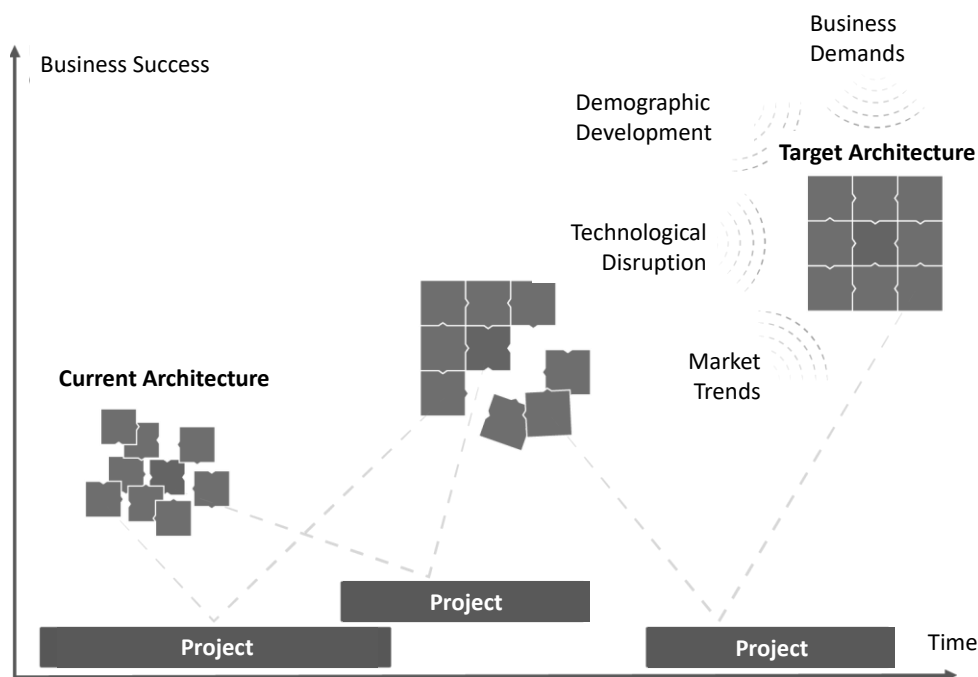 Business Success
Business
Demands
Demographic
Development
Target Architecture
Technological
Disruption
Market
Trends
Current Architecture
Project
Project
Project
Time